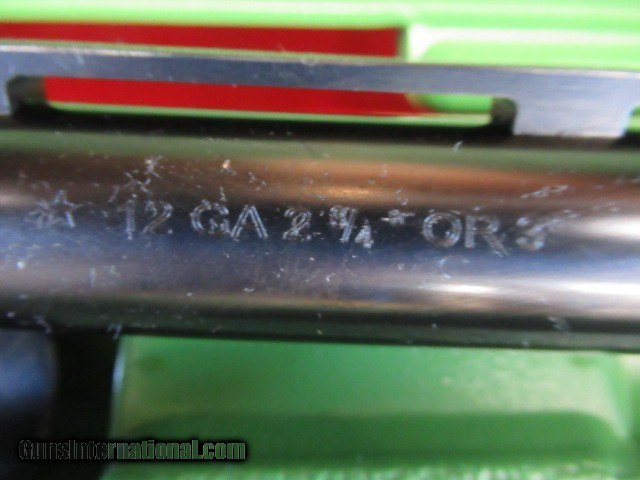 ☆ 12 GA 2 3/4 " OR 3
GunsInternational.com